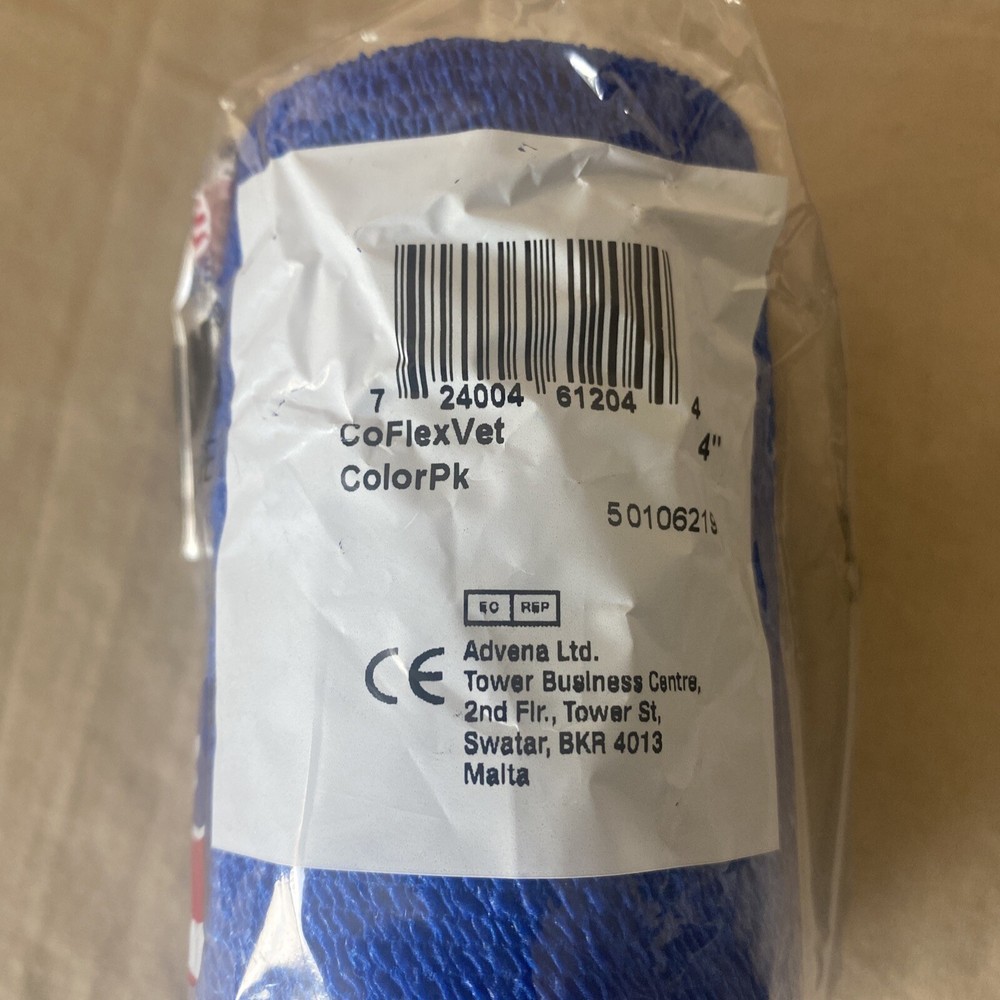 7 24004 61204 4
CoFlexVet 4"
ColorPk
EC REP
CE
Advena Ltd.
Tower Business Centre,
2nd Flr., Tower St,
Swatar, BKR 4013
Malta